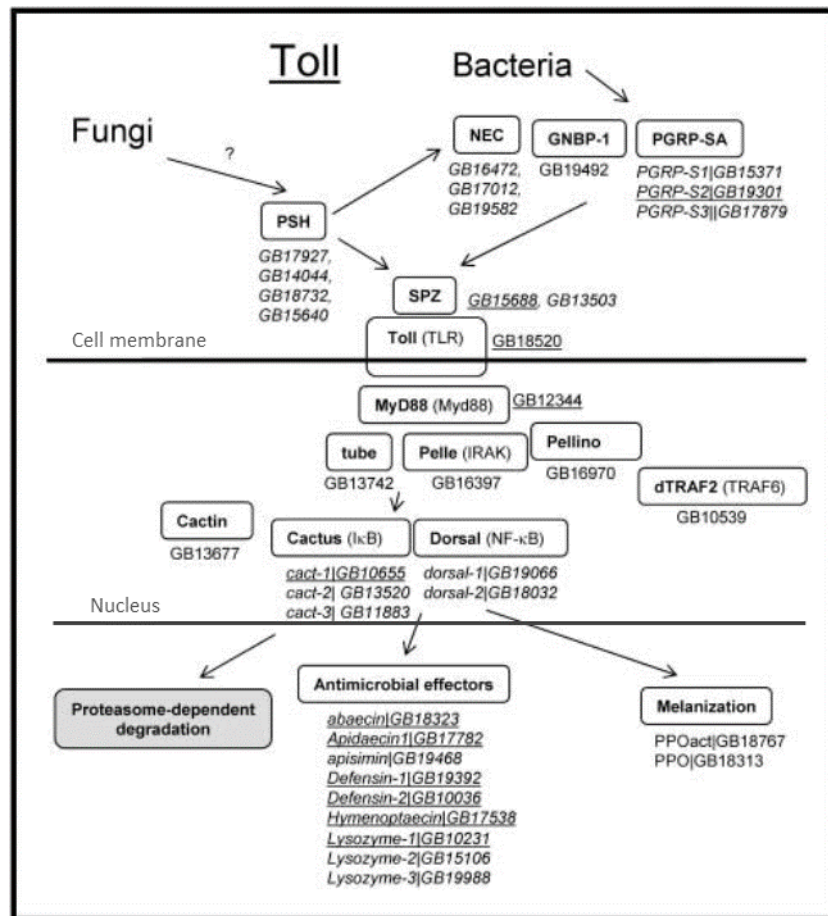 Toll
Bacteria
Fungi
?
NEC
GB16472,
GB17012,
GB19582
GNBP-1
GB19492
PGRP-SA
PGRP-S1|GB15371
PGRP-S2|GB19301
PGRP-S3||GB17879
PSH
GB17927,
GB14044,
GB18732,
GB15640
SPZ
GB15688, GB13503
Cell membrane
Toll (TLR)
GB18520
MyD88 (Myd88)
GB12344
tube
GB13742
Pelle (IRAK)
GB16397
Pellino
GB16970
dTRAF2 (TRAF6)
GB10539
Cactin
GB13677
Cactus (IκB)
cact-1|GB10655
cact-2| GB13520
cact-3| GB11883
Dorsal (NF-κB)
dorsal-1|GB19066
dorsal-2|GB18032
Nucleus
Proteasome-dependent
degradation
Antimicrobial effectors
abaecin|GB18323
Apidaecin1|GB17782
apisimin|GB19468
Defensin-1|GB19392
Defensin-2|GB10036
Hymenoptaecin|GB17538
Lysozyme-1|GB10231
Lysozyme-2|GB15106
Lysozyme-3|GB19988
Melanization
PPOact|GB18767
PPO|GB18313